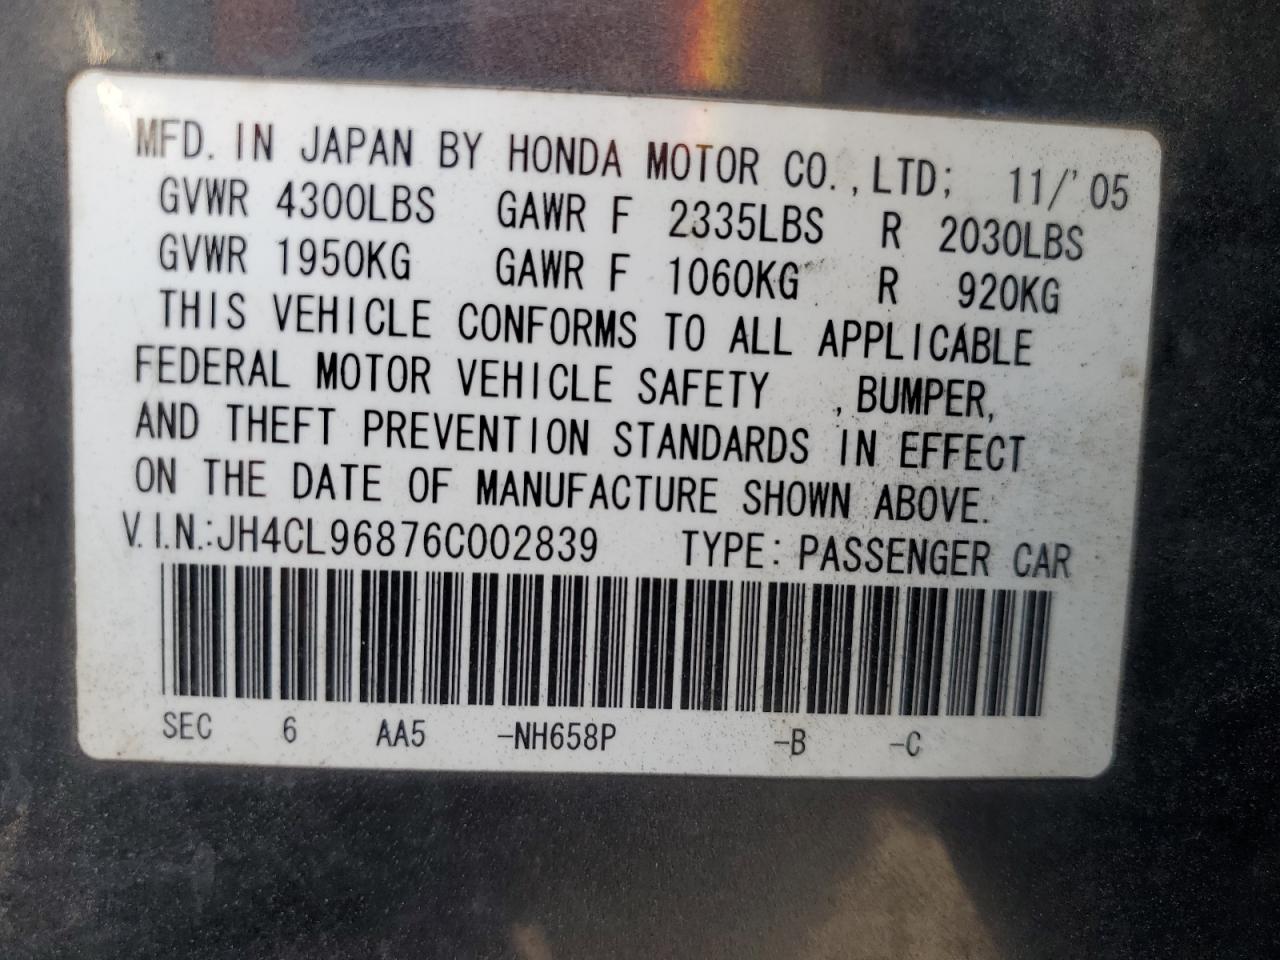 MFD. IN JAPAN BY HONDA MOTOR CO., LTD; 11/'05
GVWR 4300LBS GAWR F 2335LBS R 2030LBS
GVWR 1950KG GAWR F 1060KG R 920KG
THIS VEHICLE CONFORMS TO ALL APPLICABLE
FEDERAL MOTOR VEHICLE SAFETY , BUMPER,
AND THEFT PREVENTION STANDARDS IN EFFECT
ON THE DATE OF MANUFACTURE SHOWN ABOVE.
V.I.N.:JH4CL96876C002839 TYPE: PASSENGER CAR
SEC 6 AA5 -NH658P -B -C